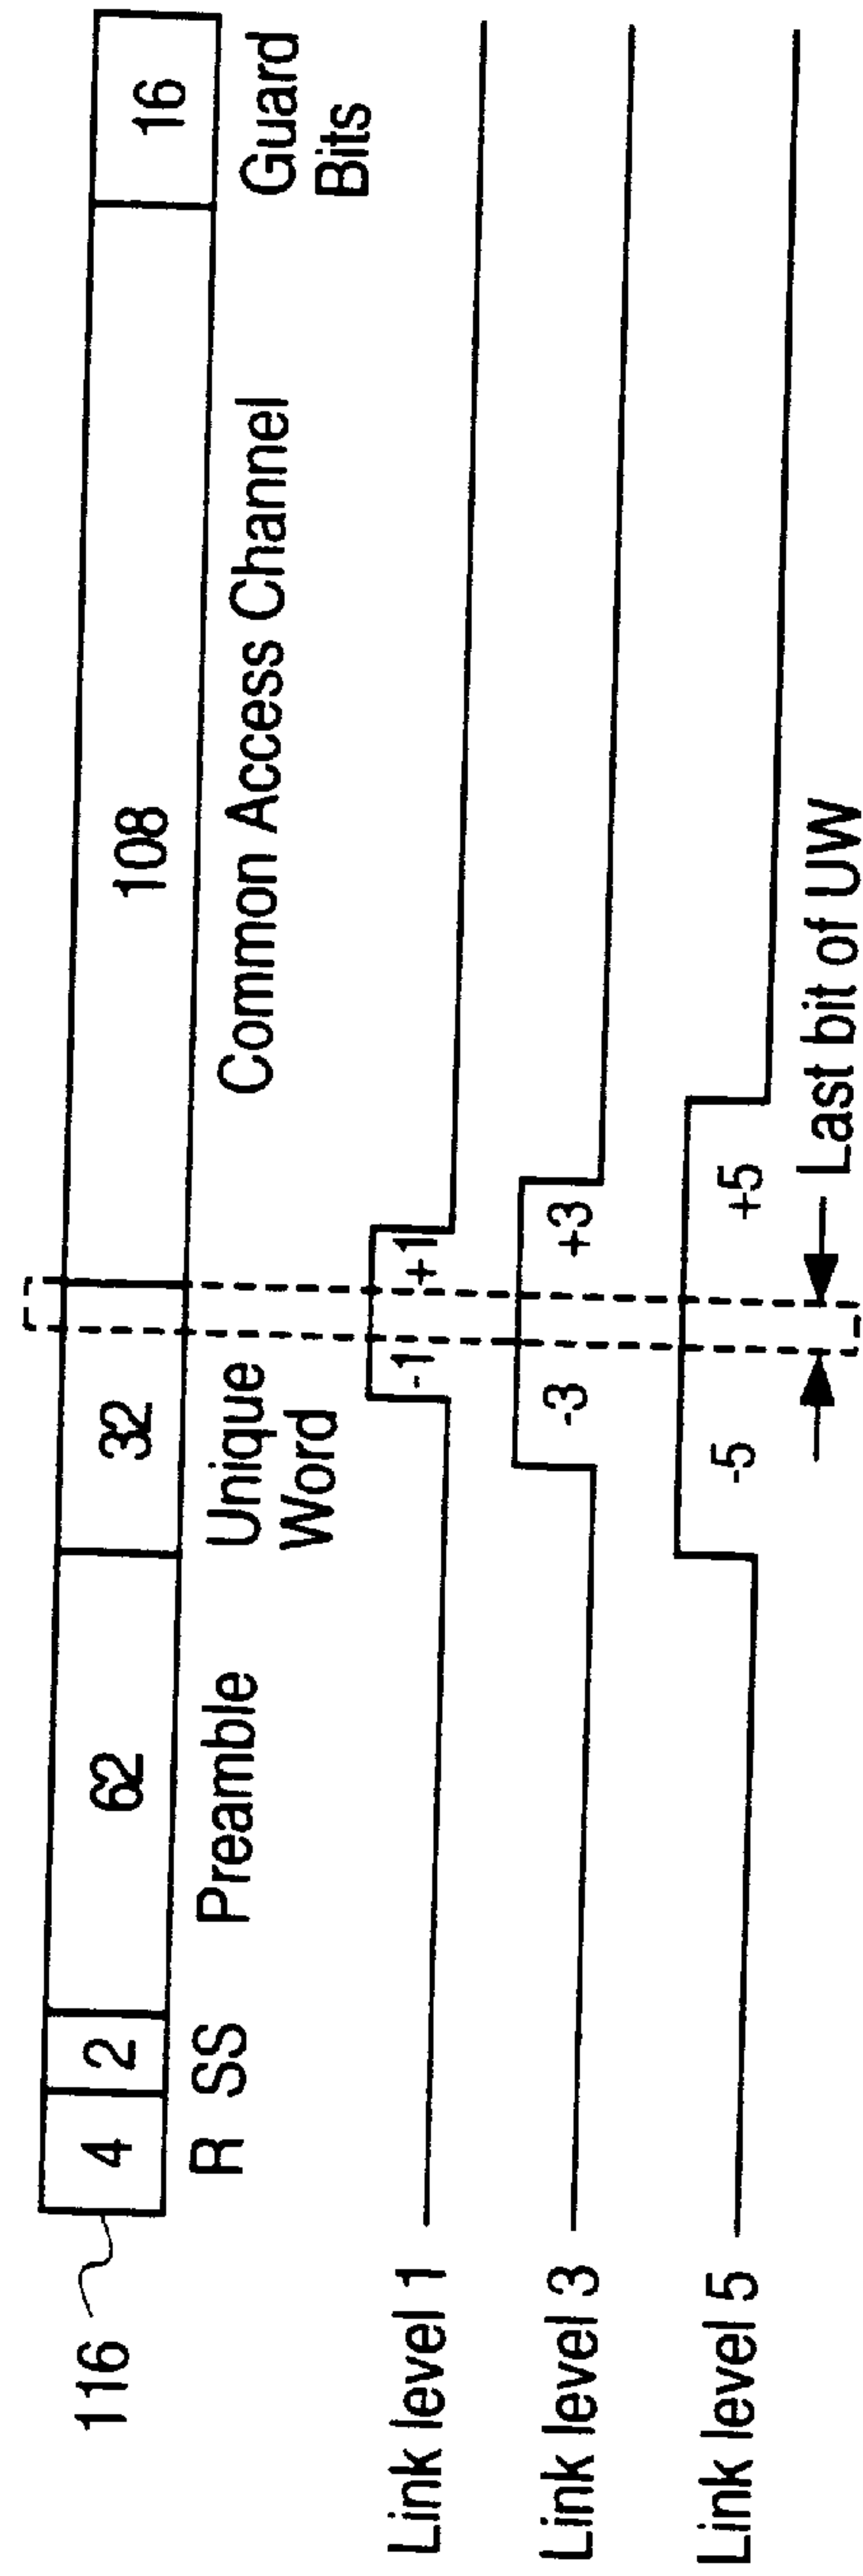 116
4 2 62 32 108 16
R SS Preamble Unique Word Common Access Channel Guard Bits
Link level 1 -1 +1
Link level 3 -3 +3
Link level 5 -5 +5
Last bit of UW